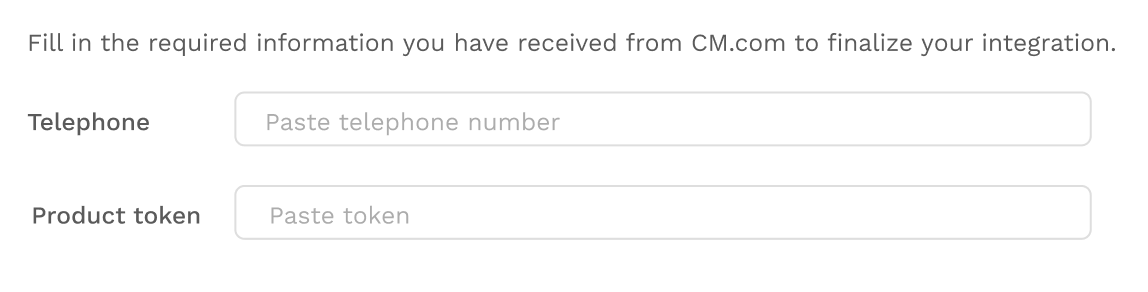 Fill in the required information you have received from CM.com to finalize your integration.
Telephone
Paste telephone number
Product token
Paste token